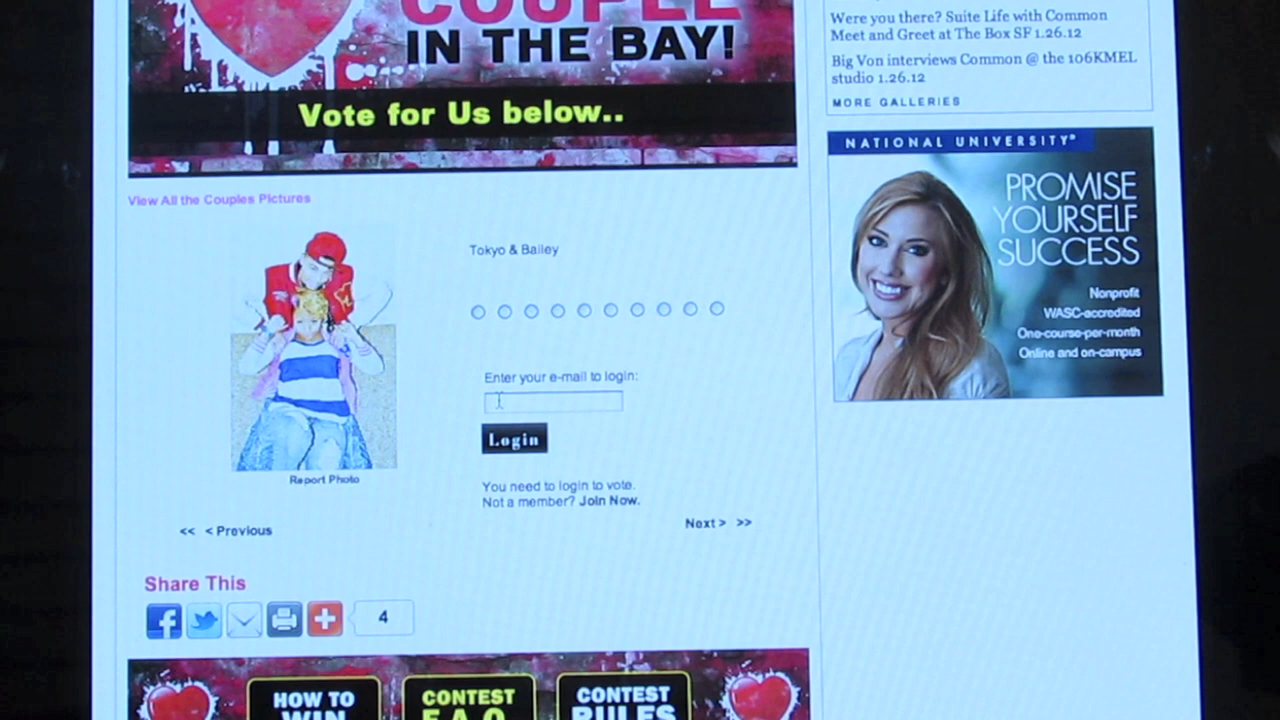 COUPLE
IN THE BAY!
Vote for Us below..
View All the Couples Pictures
Tokyo & Bailey
Enter your e-mail to login:
Login
You need to login to vote.
Not a member? Join Now.
Report Photo
<< < Previous
Next > >>
Share This
4
HOW TO
WIN
CONTEST
F.A.Q.
CONTEST
RULES
Were you there? Suite Life with Common
Meet and Greet at The Box SF 1.26.12
Big Von interviews Common @ the 106KMEL
studio 1.26.12
MORE GALLERIES
NATIONAL UNIVERSITY®
PROMISE
YOURSELF
SUCCESS
Nonprofit
WASC-accredited
One-course-per-month
Online and on-campus